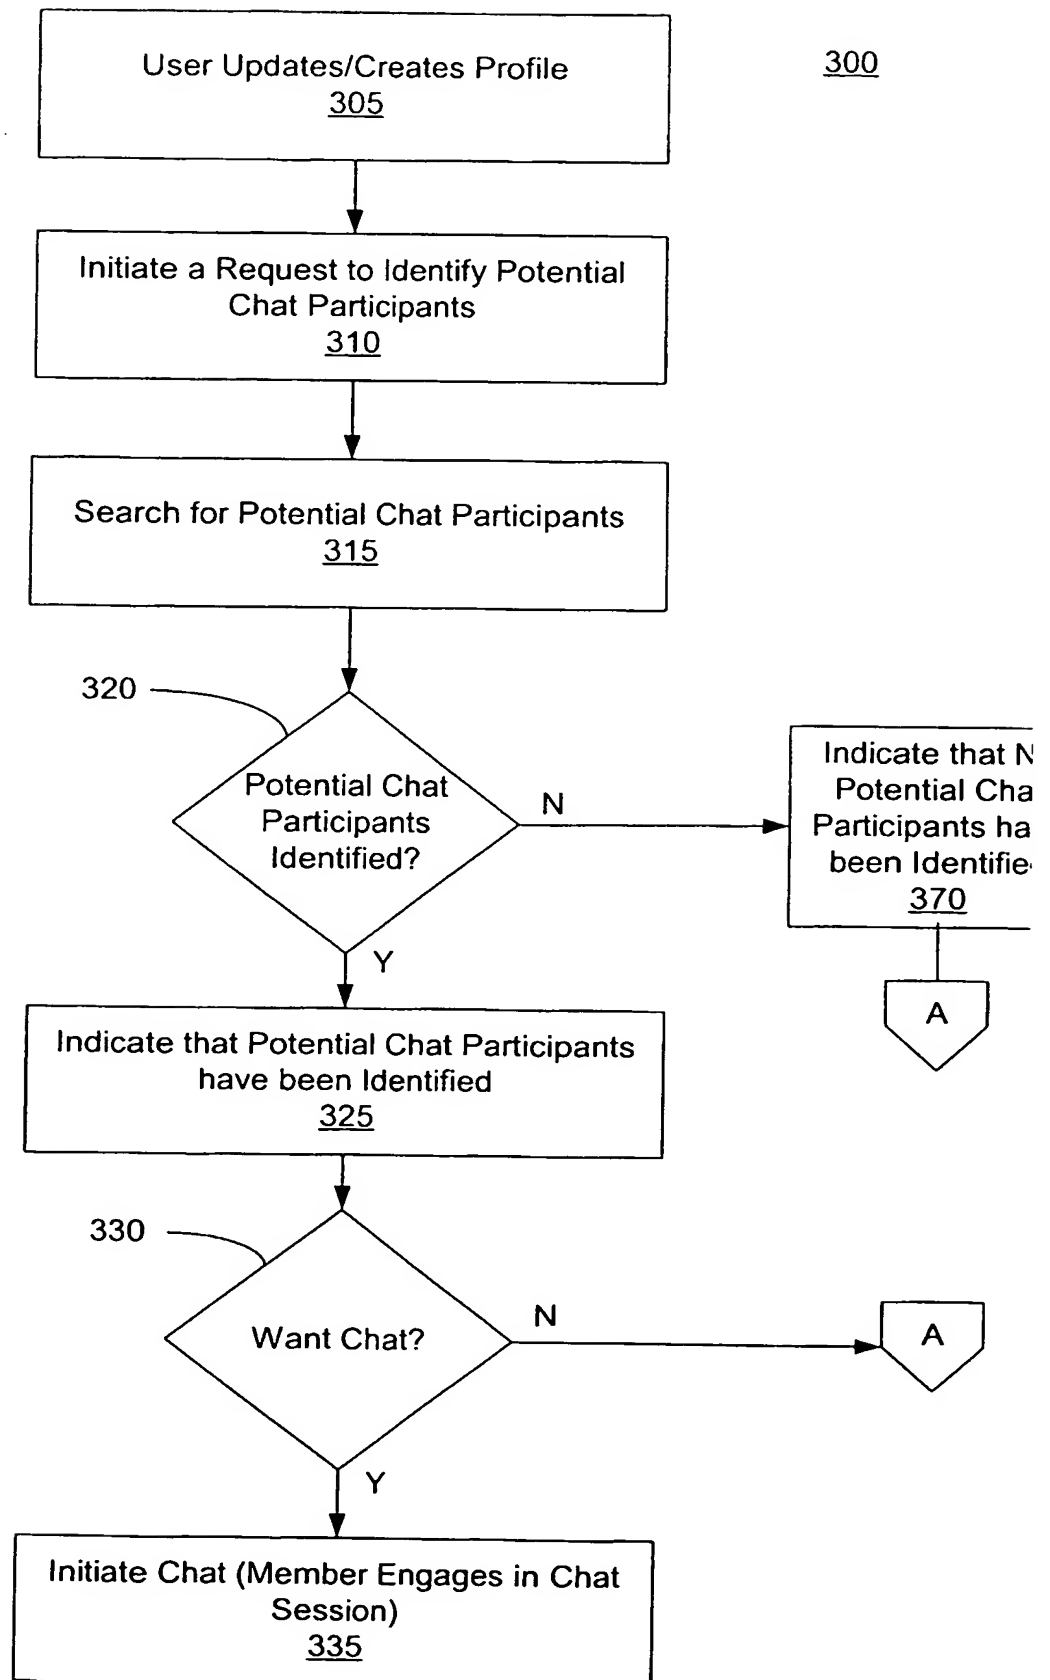 300
User Updates/Creates Profile
305
Initiate a Request to Identify Potential
Chat Participants
310
Search for Potential Chat Participants
315
320
Potential Chat
Participants
Identified?
N
Y
Indicate that
Potential
Participants
been
370
A
Indicate that Potential Chat Participants
have been Identified
325
330
Want Chat?
N
A
Y
Initiate Chat (Member Engages in Chat
Session)
335